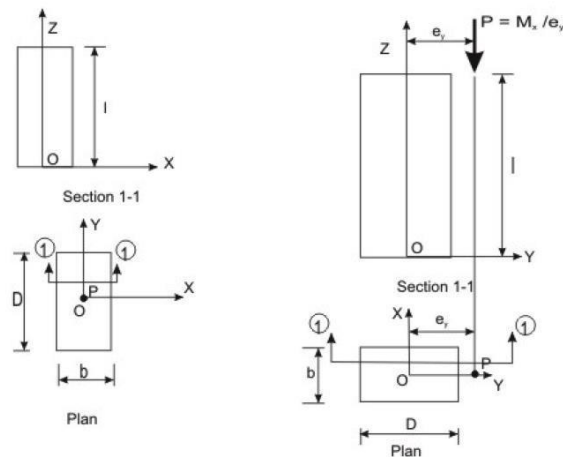 Z
l
O
X
Section 1-1
Y
1
1
P
X
D
O
b
Plan
P = Mx /ey
ey
Z
l
O
Y
Section 1-1
X
ey
1
1
b
O
P
Y
D
Plan